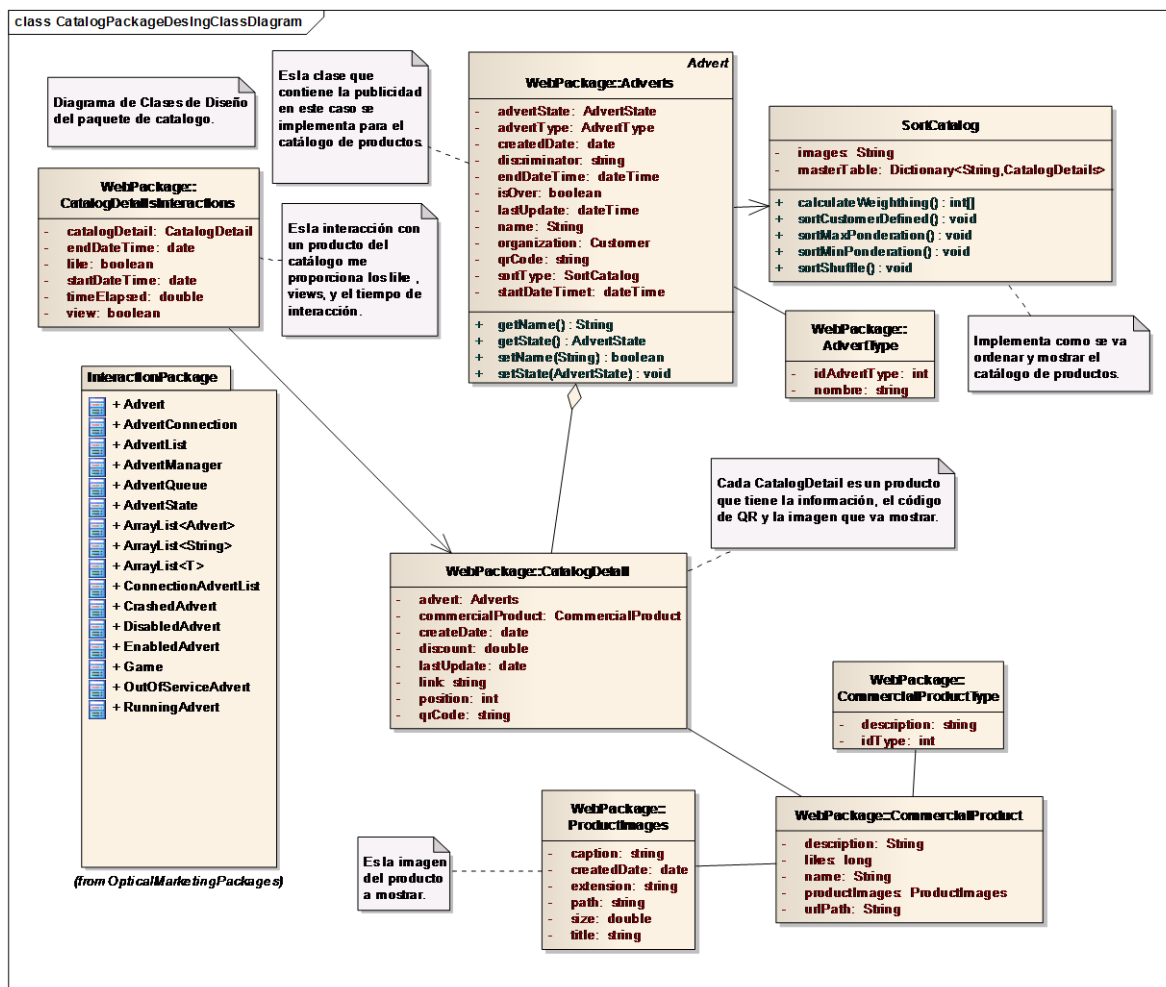 class CatalogPackageDesIngClassDIagram
Diagrama de Clases de Diseño
del paquete de catalogo.
Es la clase que
contiene la publicidad
en este caso se
implementa para el
catálogo de productos.
Advert
WebPackage::Adverts
- advertState: AdvertState
- advertType: AdvertType
- createdDate: date
- discriminator: string
- endDateTime: dateTime
- isOver: boolean
- lastUpdate: dateTime
- name: String
- organization: Customer
- qrCode: string
- sortType: SortCatalog
- startDateTimet: dateTime
+ getName() : String
+ getState() : AdvertState
+ setName(String) : boolean
+ setState(AdvertState) : void
SortCatalog
- images: String
- masterTable: Dictionary<String,CatalogDetails>
+ calculateWeighthing() : int[]
+ sortCustomerDefined() : void
+ sortMaxPonderation() : void
+ sortMinPonderation() : void
+ sortShuffle() : void
WebPackage::
CatalogDetailsInteractions
- catalogDetail: CatalogDetail
- endDateTime: date
- like: boolean
- startDateTime: date
- timeElapsed: double
- view: boolean
Es la interacción con
un producto del
catálogo me
proporciona los like ,
views, y el tiempo de
interacción.
WebPackage::
AdvertType
- idAdvertType: int
- nombre: string
Implementa como se va
ordenar y mostrar el
catálogo de productos.
InteractionPackage
+ Advert
+ AdvertConnection
+ AdvertList
+ AdvertManager
+ AdvertQueue
+ AdvertState
+ ArrayList<Advert>
+ ArrayList<String>
+ ArrayList<T>
+ ConnectionAdvertList
+ CrashedAdvert
+ DisabledAdvert
+ EnabledAdvert
+ Game
+ OutOfServiceAdvert
+ RunningAdvert
(from OpticalMarketingPackages)
Cada CatalogDetail es un producto
que tiene la información, el código
de QR y la imagen que va mostrar.
WebPackage::CatalogDetail
- advert: Adverts
- commercialProduct: CommercialProduct
- createDate: date
- discount: double
- lastUpdate: date
- link: string
- position: int
- qrCode: string
WebPackage::
CommercialProductType
- description: string
- idType: int
WebPackage::
ProductImages
- caption: string
- createdDate: date
- extension: string
- path: string
- size: double
- title: string
Es la imagen
del producto
a mostrar.
WebPackage::CommercialProduct
- description: String
- likes: long
- name: String
- productImages: ProductImages
- urlPath: String